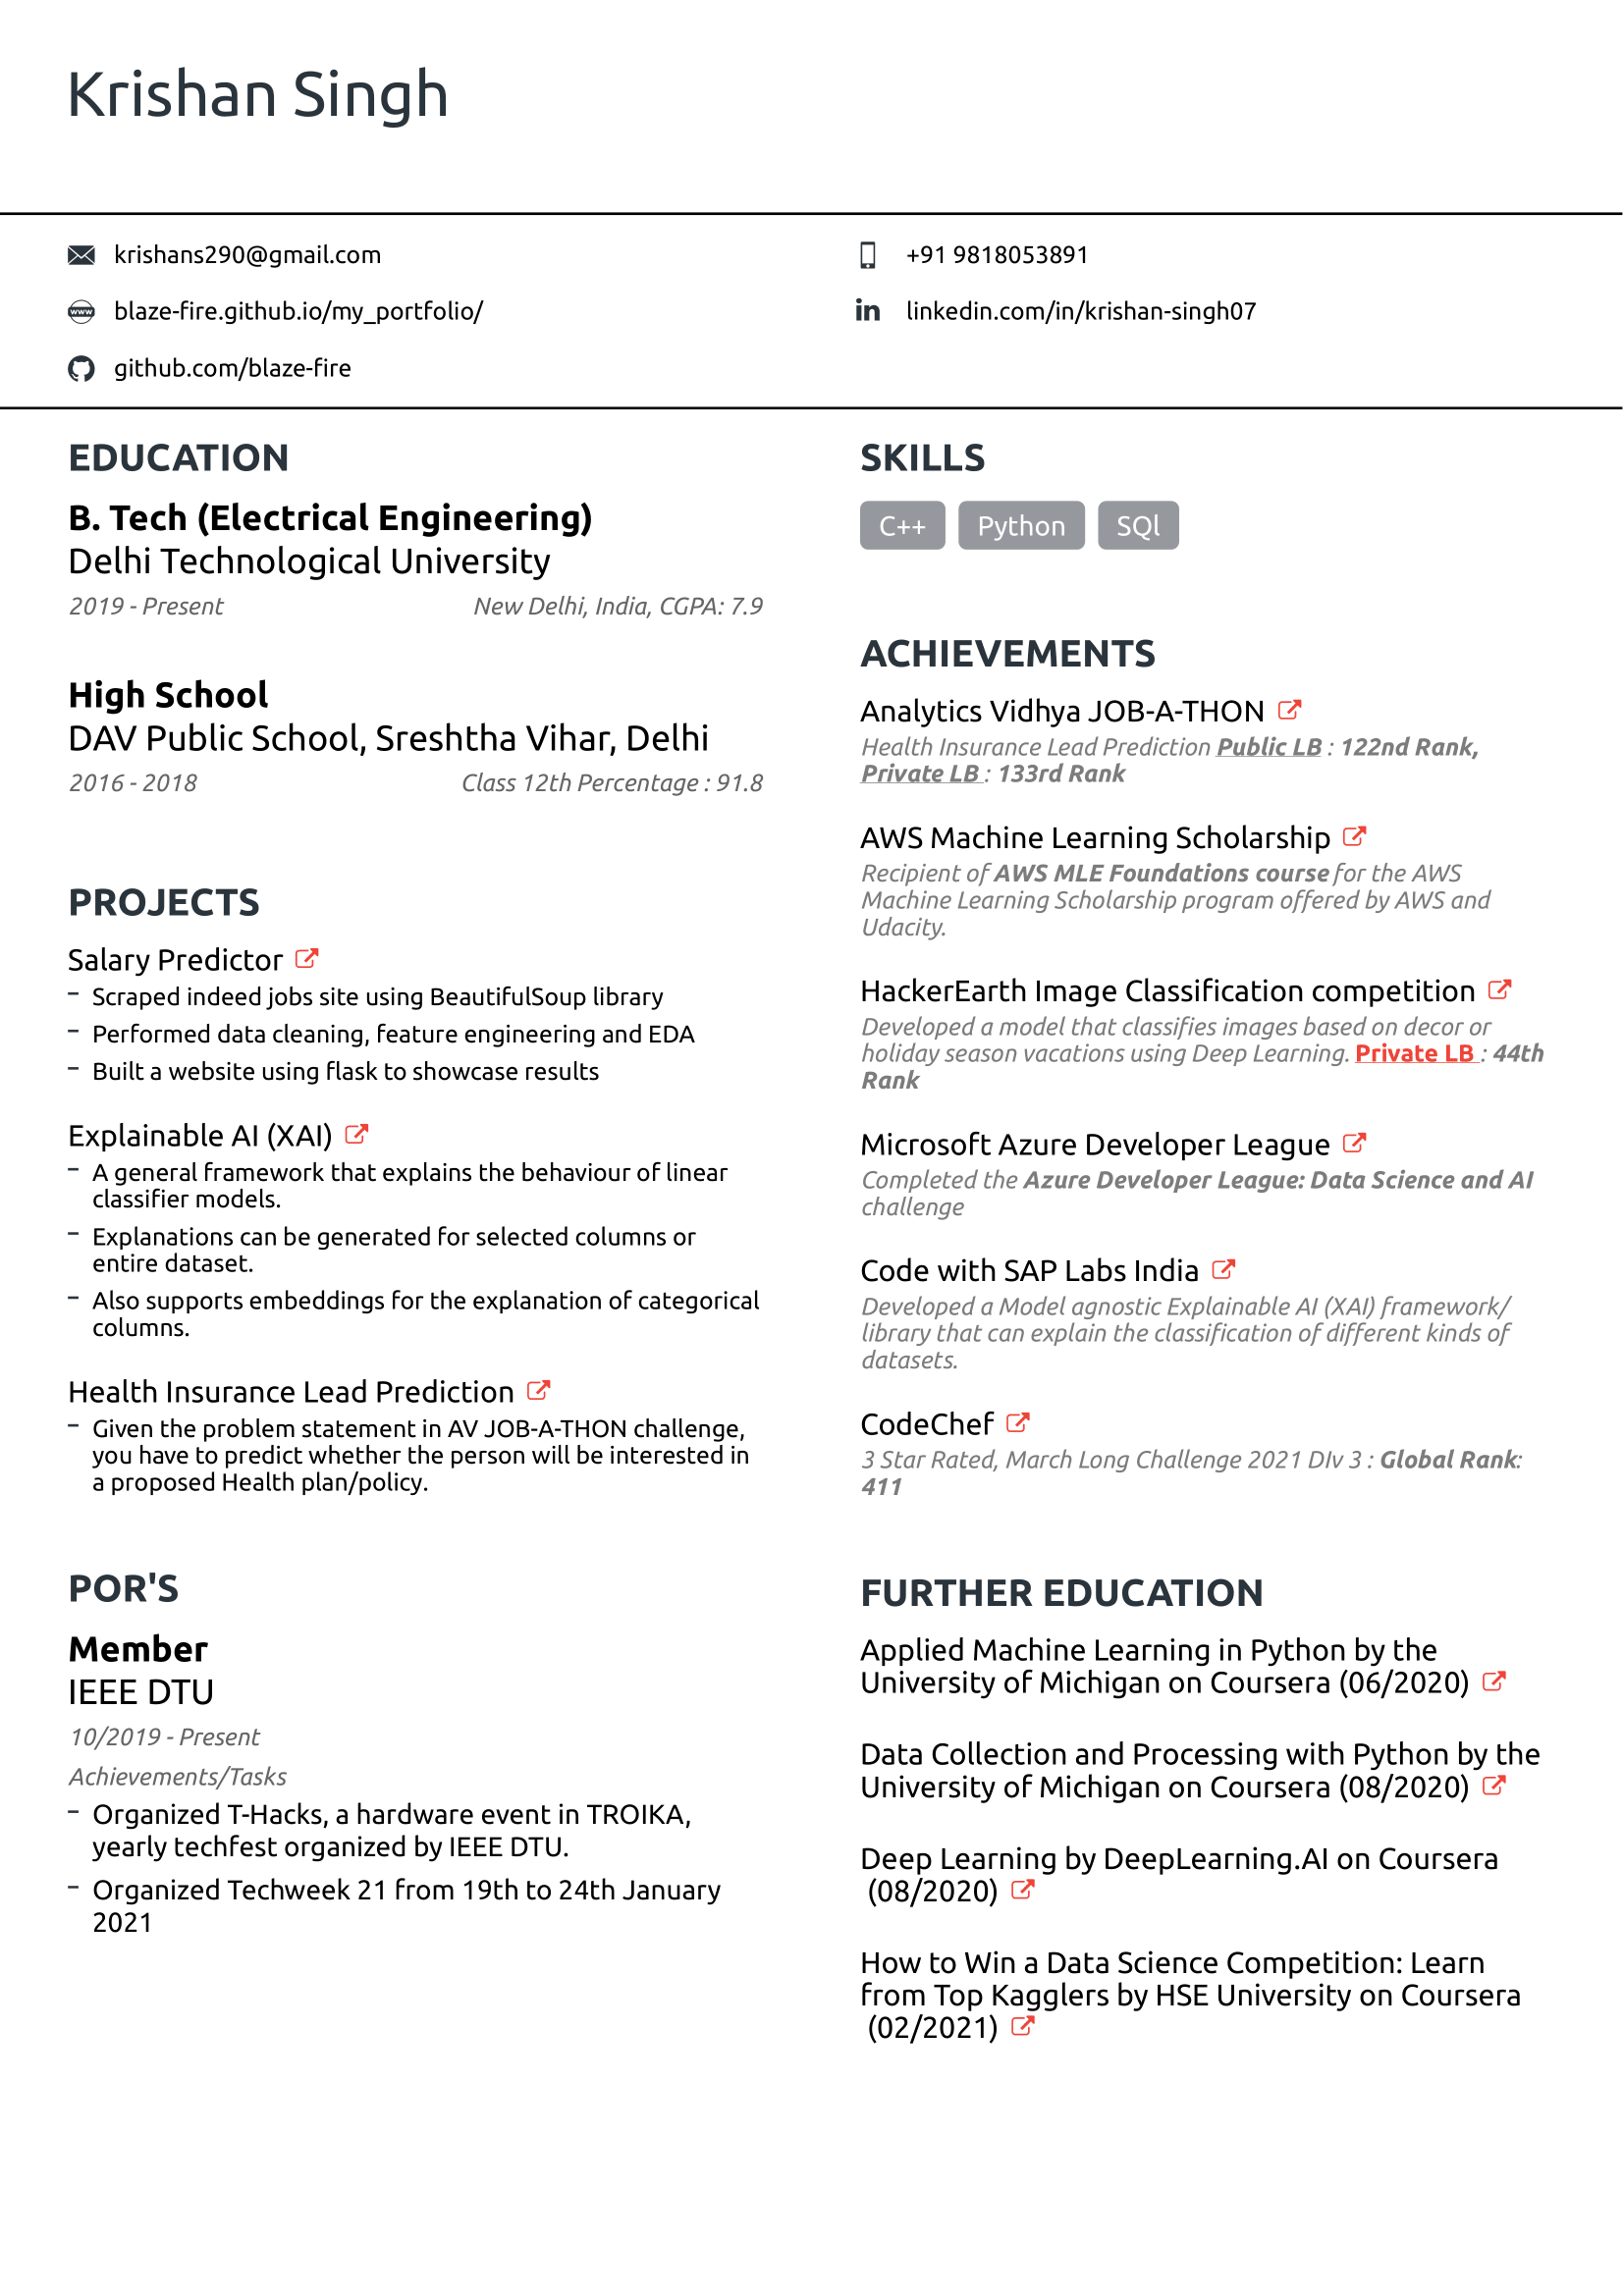 Krishan Singh
krishans290@gmail.com
+91 9818053891
blaze-fire.github.io/my_portfolio/
linkedin.com/in/krishan-singh07
github.com/blaze-fire
EDUCATION
B. Tech (Electrical Engineering)
Delhi Technological University
2019 - Present
New Delhi, India, CGPA: 7.9
High School
DAV Public School, Sreshtha Vihar, Delhi
2016 - 2018
Class 12th Percentage : 91.8
PROJECTS
Salary Predictor
– Scraped indeed jobs site using BeautifulSoup library
– Performed data cleaning, feature engineering and EDA
– Built a website using flask to showcase results
Explainable AI (XAI)
– A general framework that explains the behaviour of linear
classifier models.
– Explanations can be generated for selected columns or
entire dataset.
– Also supports embeddings for the explanation of categorical
columns.
Health Insurance Lead Prediction
– Given the problem statement in AV JOB-A-THON challenge,
you have to predict whether the person will be interested in
a proposed Health plan/policy.
POR'S
Member
IEEE DTU
10/2019 - Present
Achievements/Tasks
– Organized T-Hacks, a hardware event in TROIKA,
yearly techfest organized by IEEE DTU.
– Organized Techweek 21 from 19th to 24th January
2021
SKILLS
C++
Python
SQl
ACHIEVEMENTS
Analytics Vidhya JOB-A-THON
Health Insurance Lead Prediction Public LB : 122nd Rank,
Private LB : 133rd Rank
AWS Machine Learning Scholarship
Recipient of AWS MLE Foundations course for the AWS
Machine Learning Scholarship program offered by AWS and
Udacity.
HackerEarth Image Classification competition
Developed a model that classifies images based on decor or
holiday season vacations using Deep Learning. Private LB : 44th
Rank
Microsoft Azure Developer League
Completed the Azure Developer League: Data Science and AI
challenge
Code with SAP Labs India
Developed a Model agnostic Explainable AI (XAI) framework/
library that can explain the classification of different kinds of
datasets.
CodeChef
3 Star Rated, March Long Challenge 2021 DIv 3 : Global Rank:
411
FURTHER EDUCATION
Applied Machine Learning in Python by the
University of Michigan on Coursera (06/2020)
Data Collection and Processing with Python by the
University of Michigan on Coursera (08/2020)
Deep Learning by DeepLearning.AI on Coursera
(08/2020)
How to Win a Data Science Competition: Learn
from Top Kagglers by HSE University on Coursera
(02/2021)